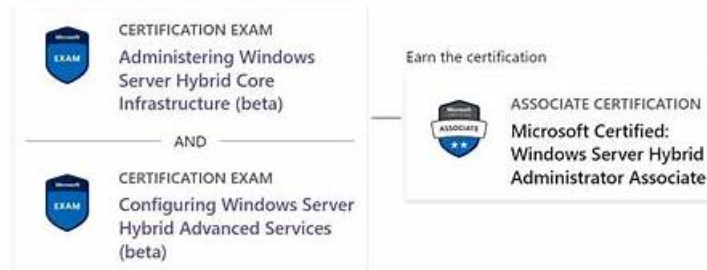 Microsoft
EXAM
CERTIFICATION EXAM
Administering Windows
Server Hybrid Core
Infrastructure (beta)
AND
Microsoft
EXAM
CERTIFICATION EXAM
Configuring Windows Server
Hybrid Advanced Services
(beta)
Earn the certification
ASSOCIATE
ASSOCIATE CERTIFICATION
Microsoft Certified:
Windows Server Hybrid
Administrator Associate